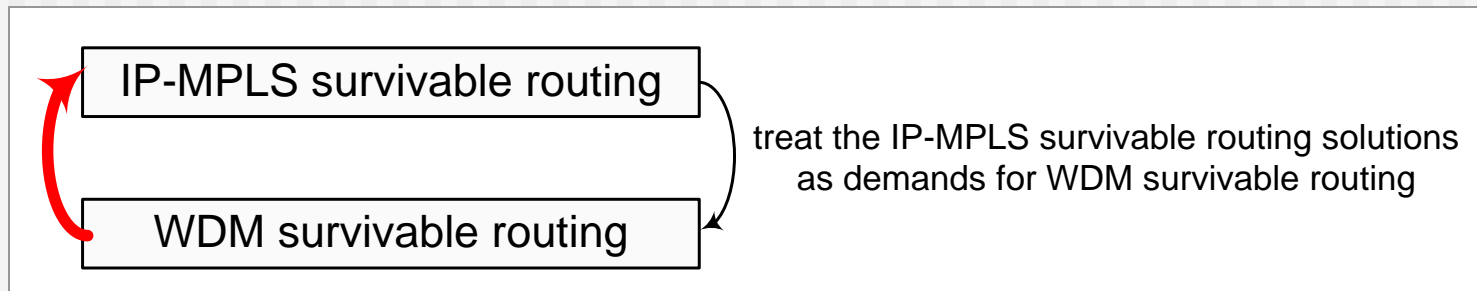 IP-MPLS survivable routing
treat the IP-MPLS survivable routing solutions
as demands for WDM survivable routing
WDM survivable routing